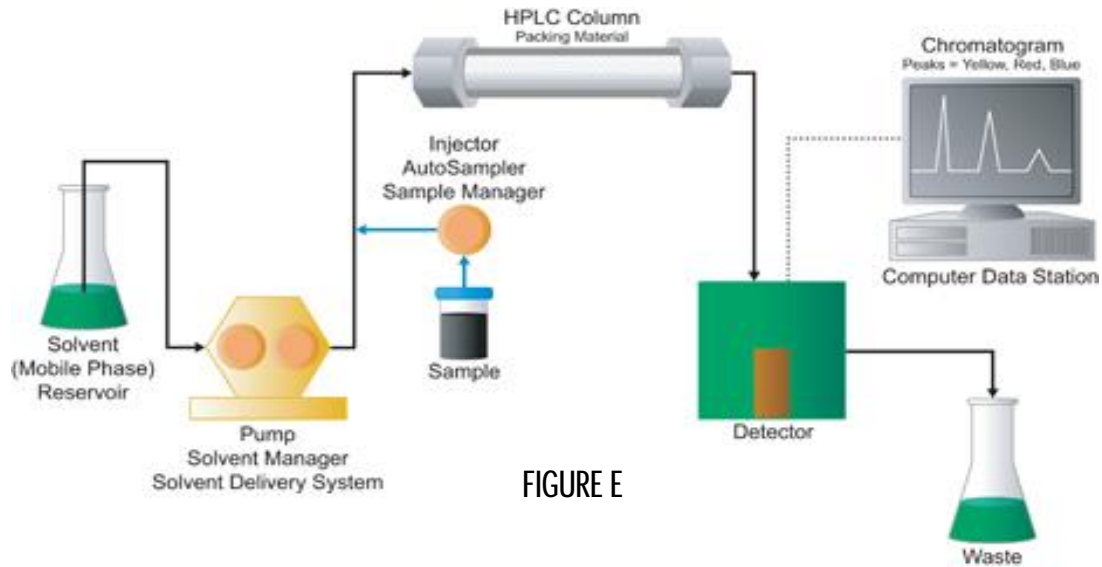 HPLC Column
Packing Material
Chromatogram
Peaks = Yellow, Red, Blue
Injector
AutoSampler
Sample Manager
Solvent
(Mobile Phase)
Reservoir
Sample
Computer Data Station
Pump
Solvent Manager
Solvent Delivery System
Detector
FIGURE E
Waste